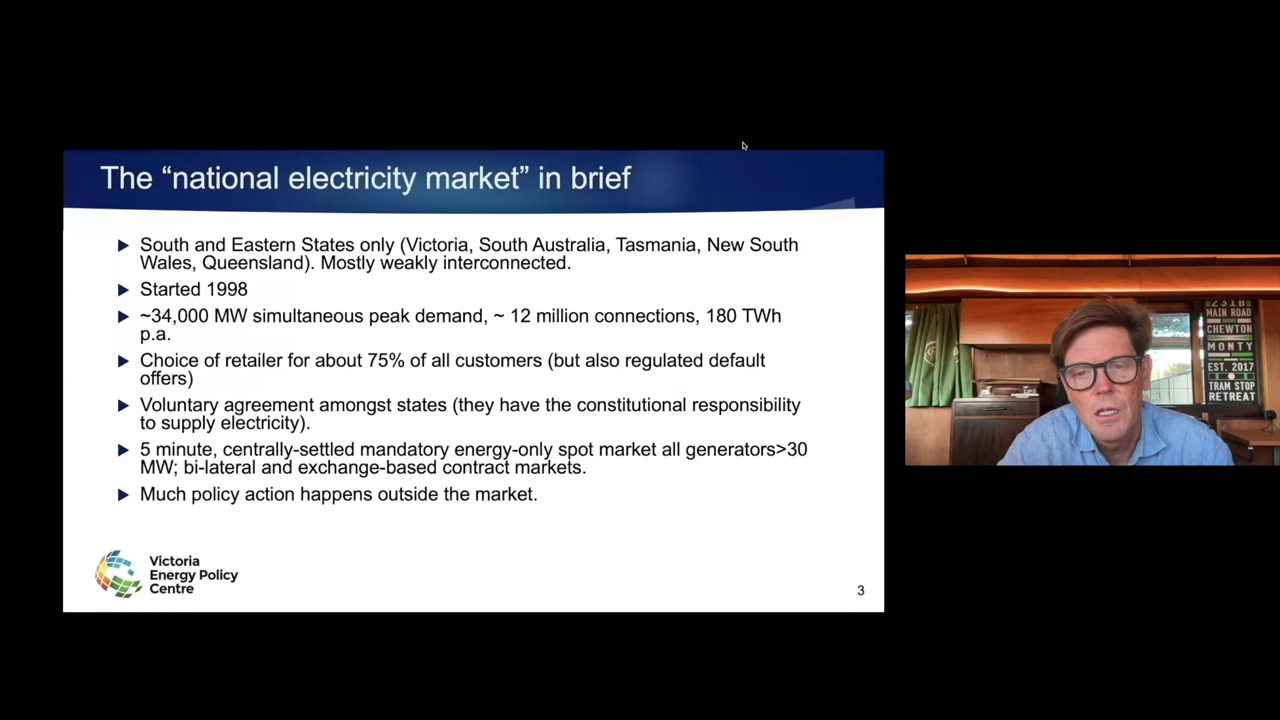 The “national electricity market” in brief
South and Eastern States only (Victoria, South Australia, Tasmania, New South
Wales, Queensland). Mostly weakly interconnected.
Started 1998
~34,000 MW simultaneous peak demand, ~ 12 million connections, 180 TWh
p.a.
Choice of retailer for about 75% of all customers (but also regulated default
offers)
Voluntary agreement amongst states (they have the constitutional responsibility
to supply electricity).
5 minute, centrally-settled mandatory energy-only spot market all generators>30
MW; bi-lateral and exchange-based contract markets.
Much policy action happens outside the market.
Victoria
Energy Policy
Centre
3
231B
MAIN ROAD
CHEWTON
MONTY
EST. 2017
TRAM STOP
RETREAT